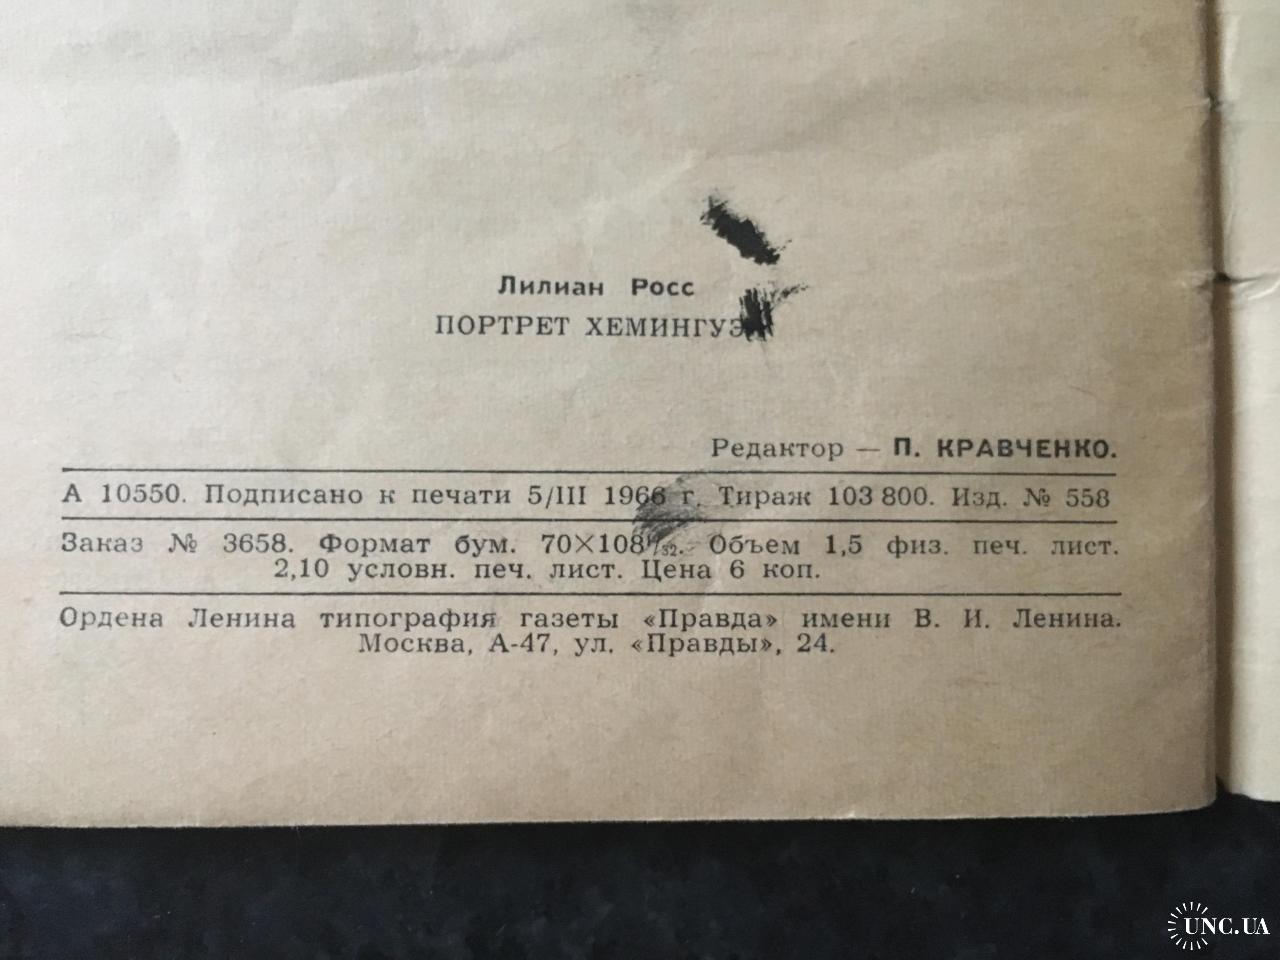 Лилиан Росс
ПОРТРЕТ ХЕМИНГУЭЯ
Редактор — П. КРАВЧЕНКО.
А 10550. Подписано к печати 5/III 1966 г. Тираж 103 800. Изд. № 558
Заказ № 3658. Формат бум. 70×108¹/₃₂. Объем 1,5 физ. печ. лист.
2,10 условн. печ. лист. Цена 6 коп.
Ордена Ленина типография газеты «Правда» имени В. И. Ленина.
Москва, А-47, ул. «Правды», 24.
UNC.UA